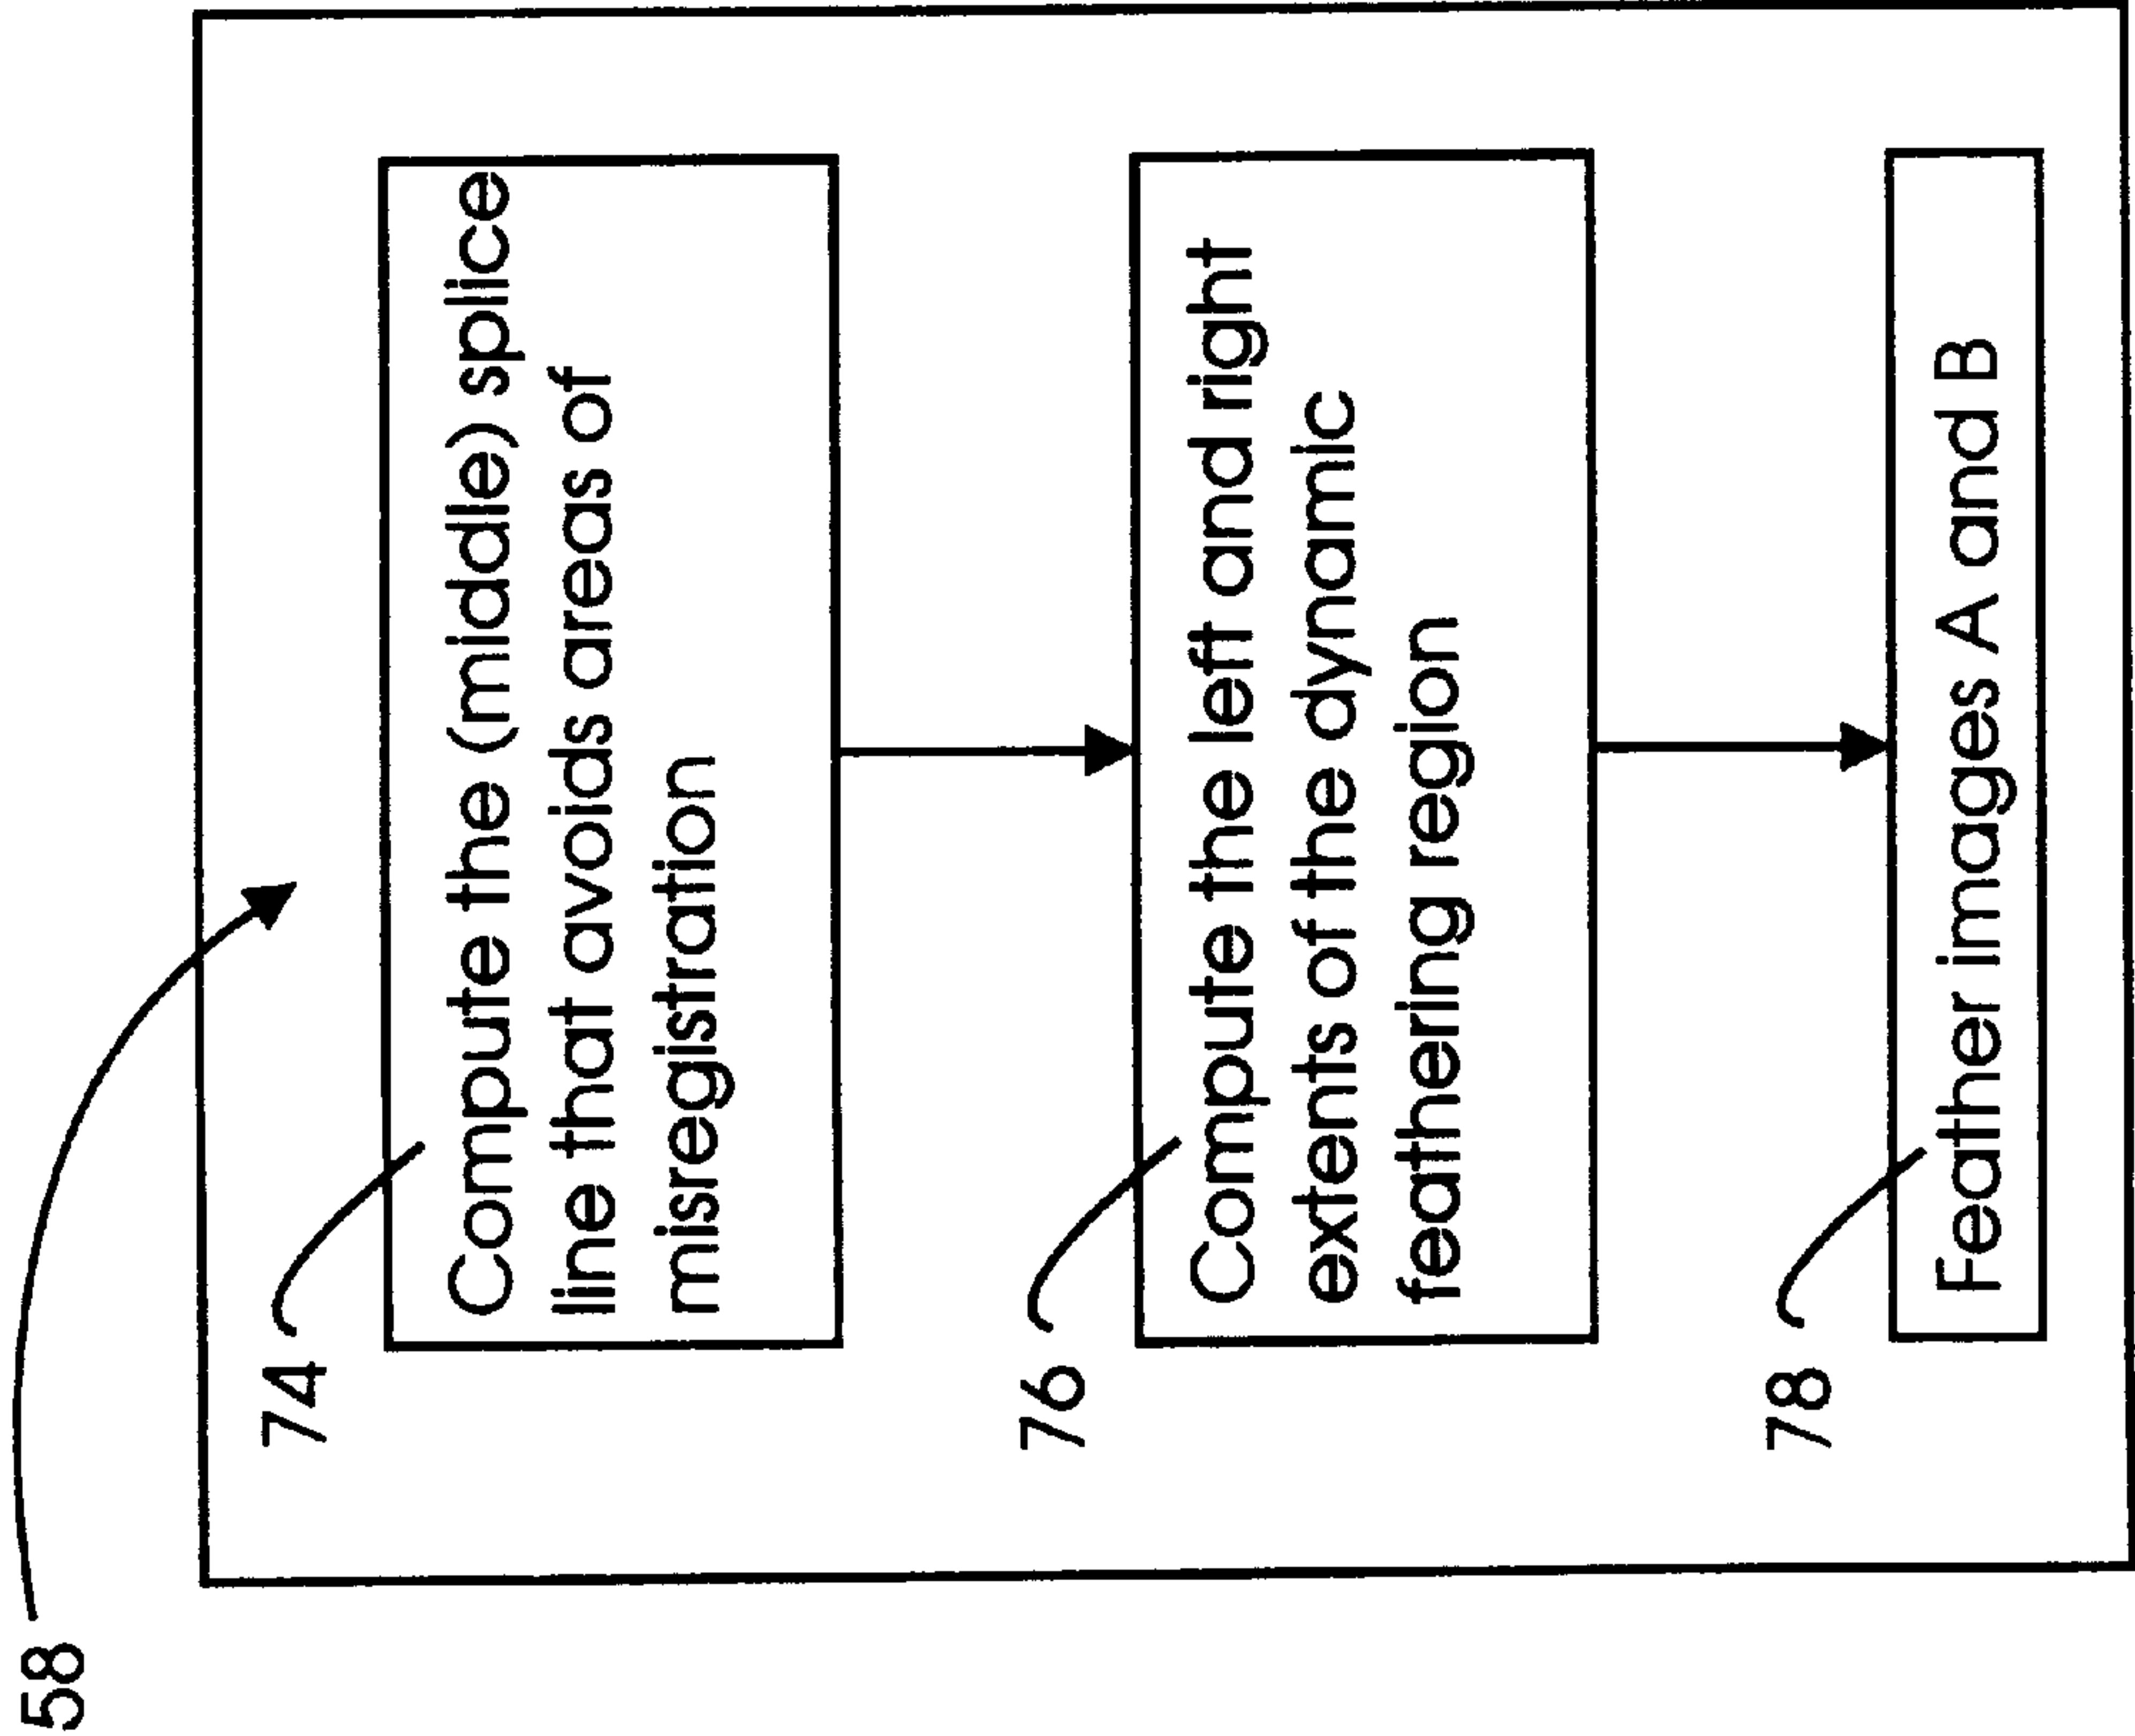 58
74
Compute the (middle) splice
line that avoids areas of
misregistration
76
Compute the left and right
extents of the dynamic
feathering region
78
Feather images A and B